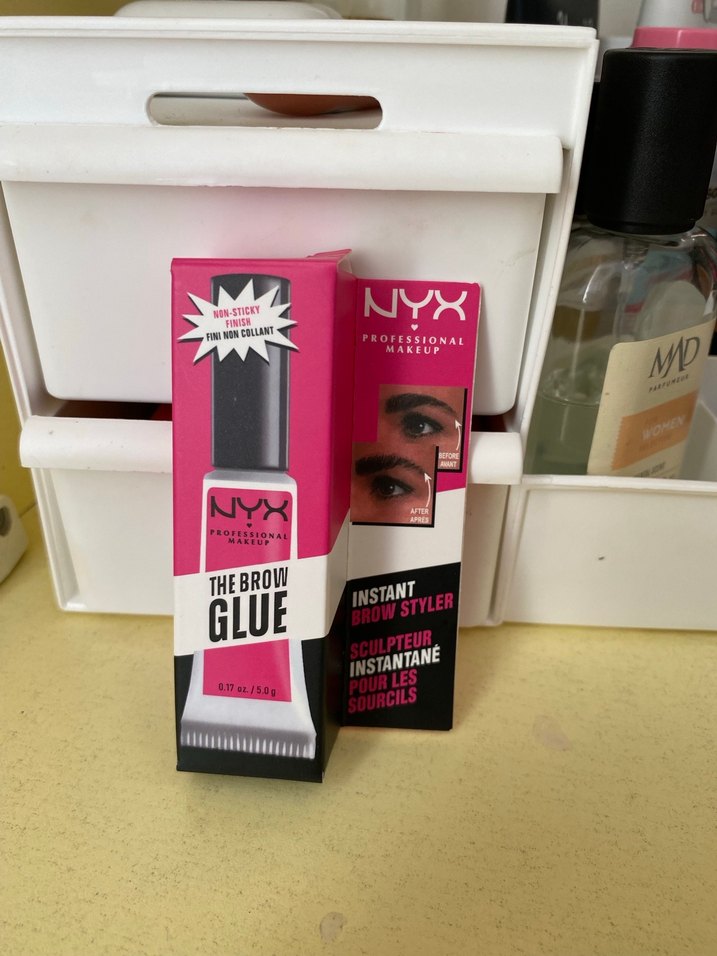 NON-STICKY
FINISH
FINI NON COLLANT
NYX
PROFESSIONAL
MAKEUP
THE BROW
GLUE
0.17 oz. / 5.0 g
NYX
PROFESSIONAL
MAKEUP
BEFORE
AVANT
AFTER
APRÈS
INSTANT
BROW STYLER
SCULPTEUR
INSTANTANÉ
POUR LES
SOURCILS
MAD
PARFUMEUR
WOMEN